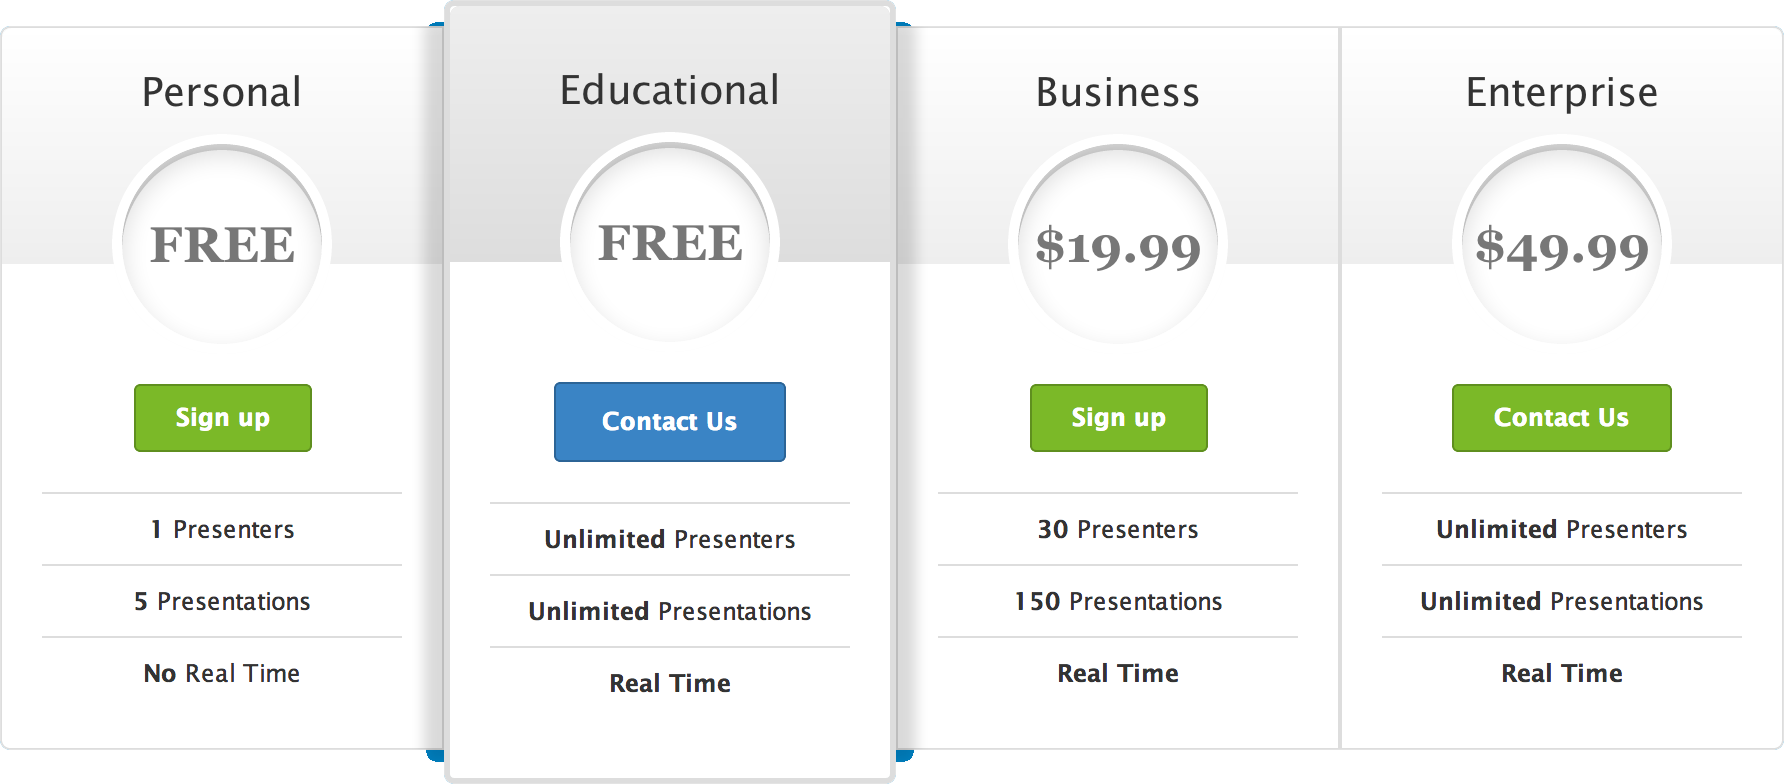 Personal
FREE
Sign up
1 Presenters
5 Presentations
No Real Time
Educational
FREE
Contact Us
Unlimited Presenters
Unlimited Presentations
Real Time
Business
$19.99
Sign up
30 Presenters
150 Presentations
Real Time
Enterprise
$49.99
Contact Us
Unlimited Presenters
Unlimited Presentations
Real Time